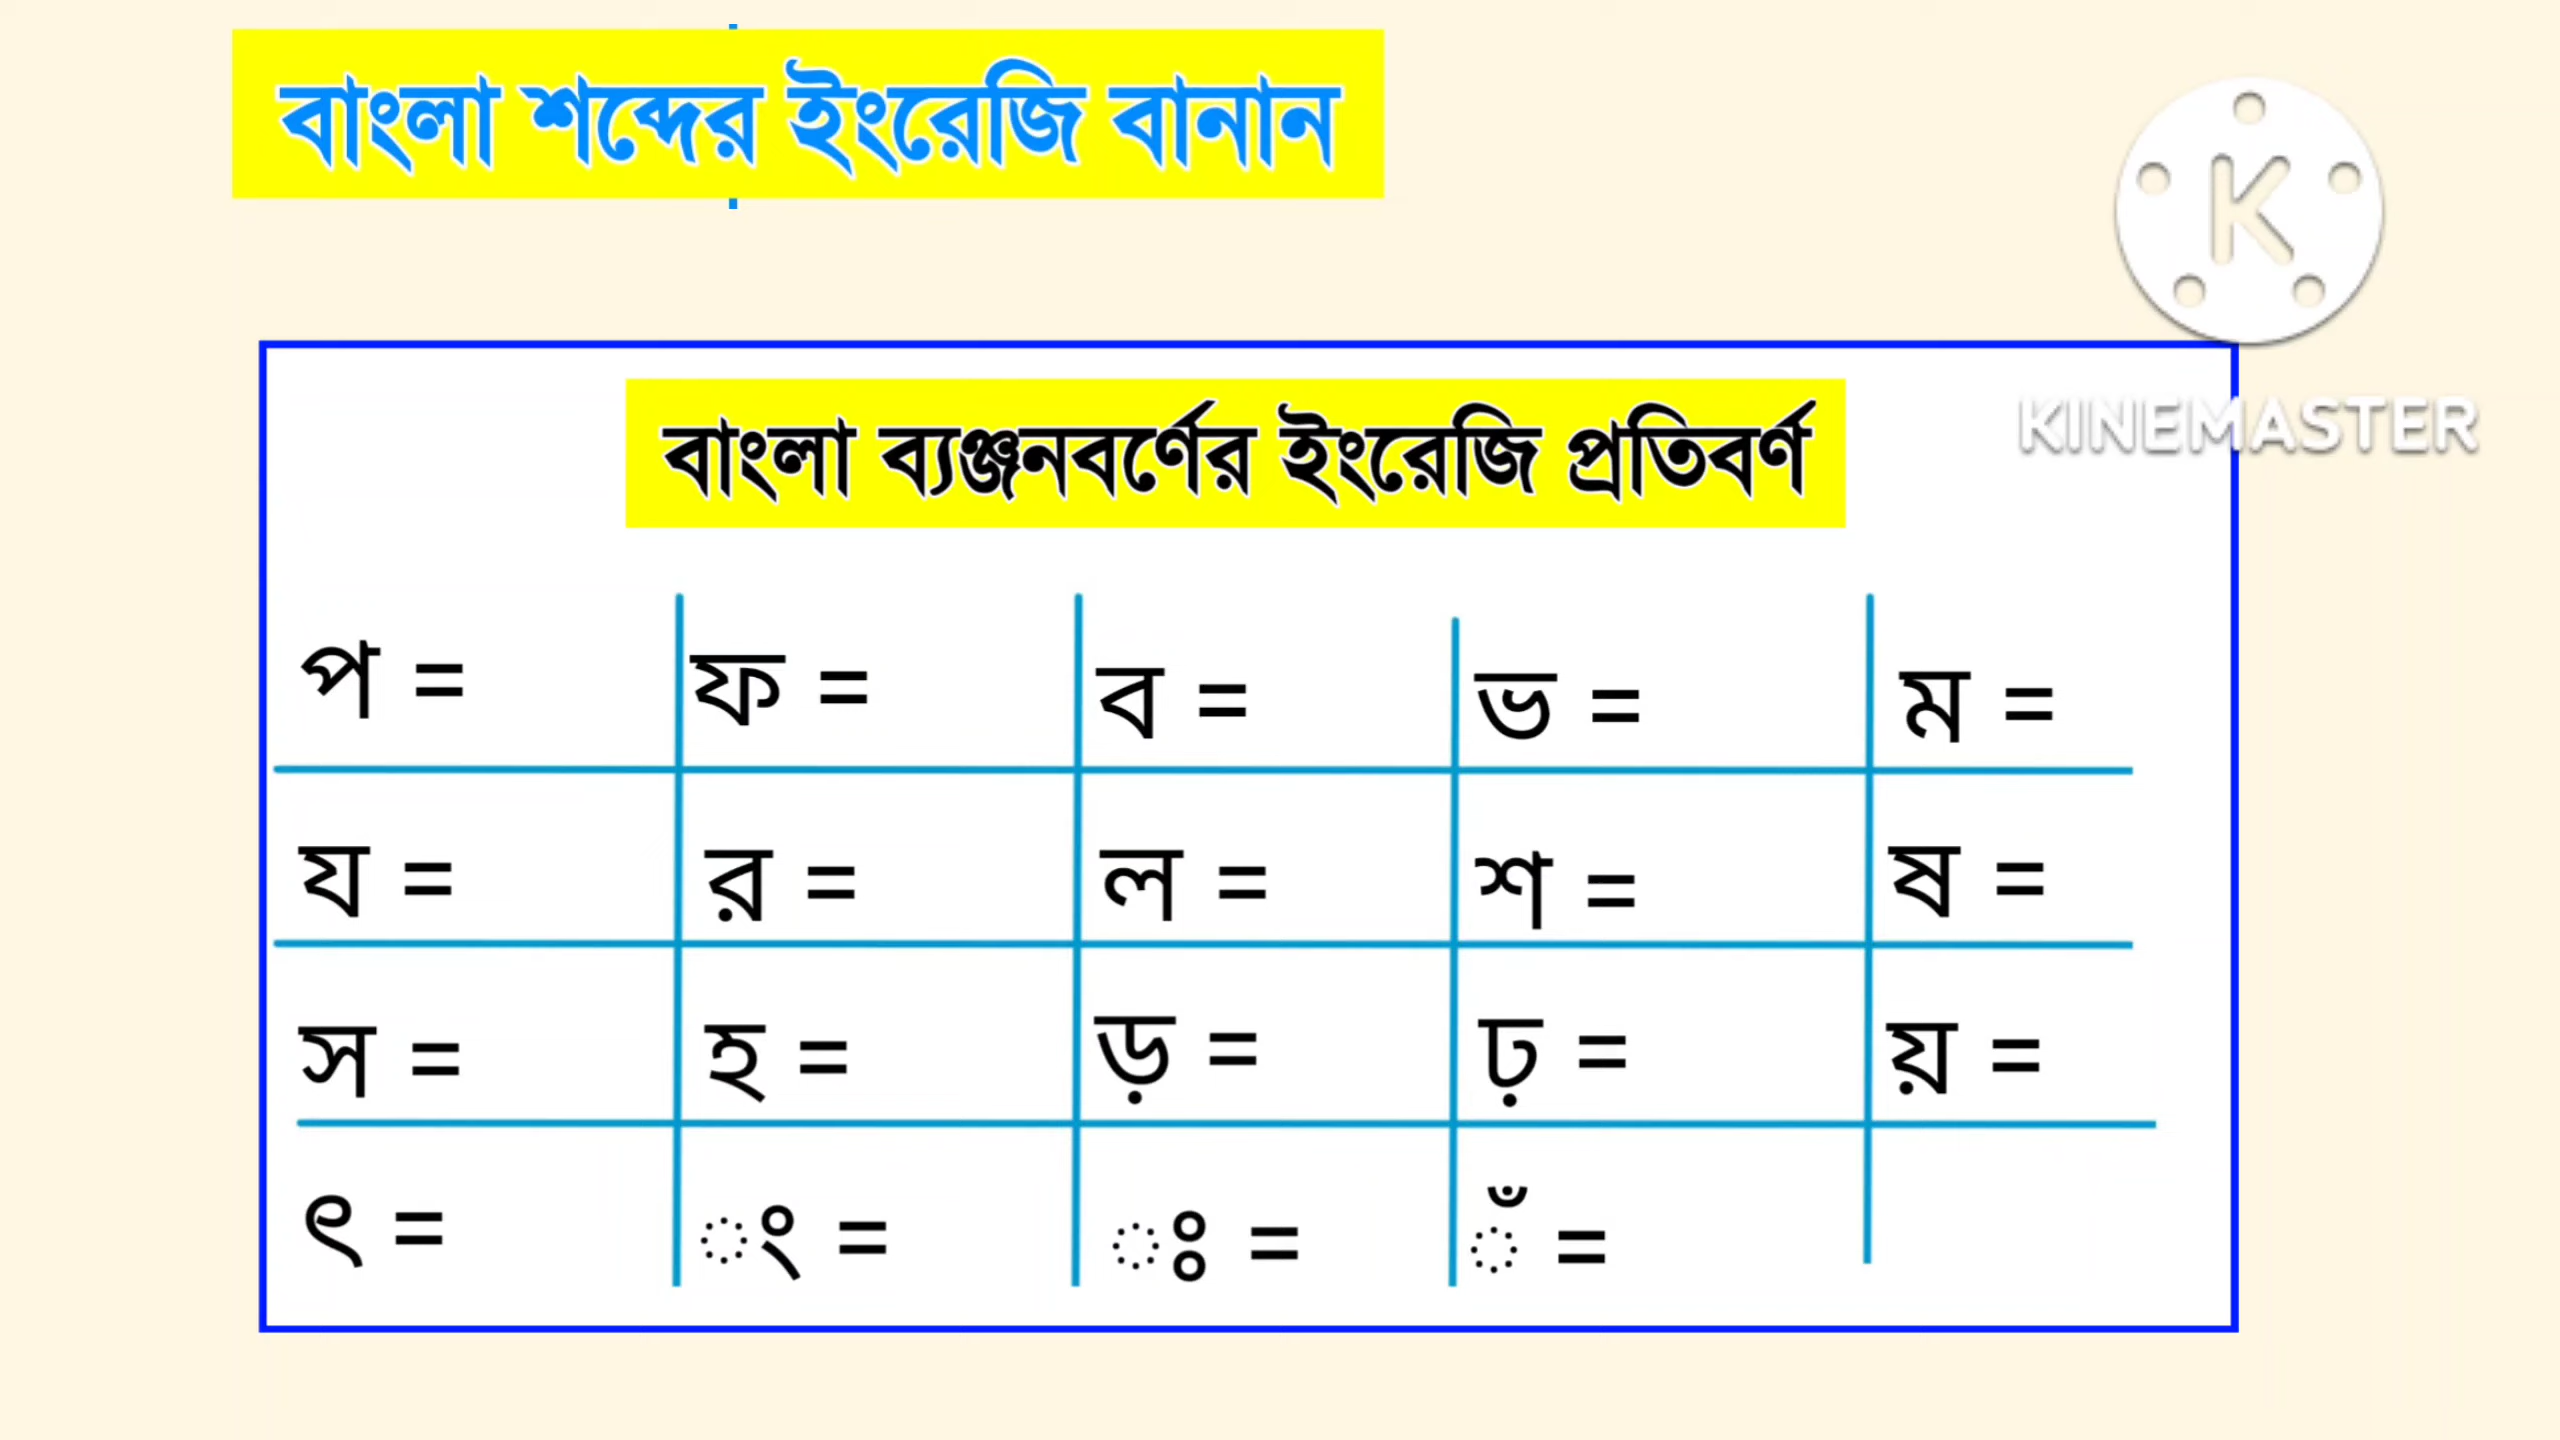 বাংলা শব্দের ইংরেজি বানান
K
KINEMASTER
বাংলা ব্যঞ্জনবর্ণের ইংরেজি প্রতিবর্ণ
প = ফ = ব = ভ = ম =
য = র = ল = শ = ষ =
স = হ = ড় = ঢ় = য় =
ৎ = ং = ঃ = ঁ =